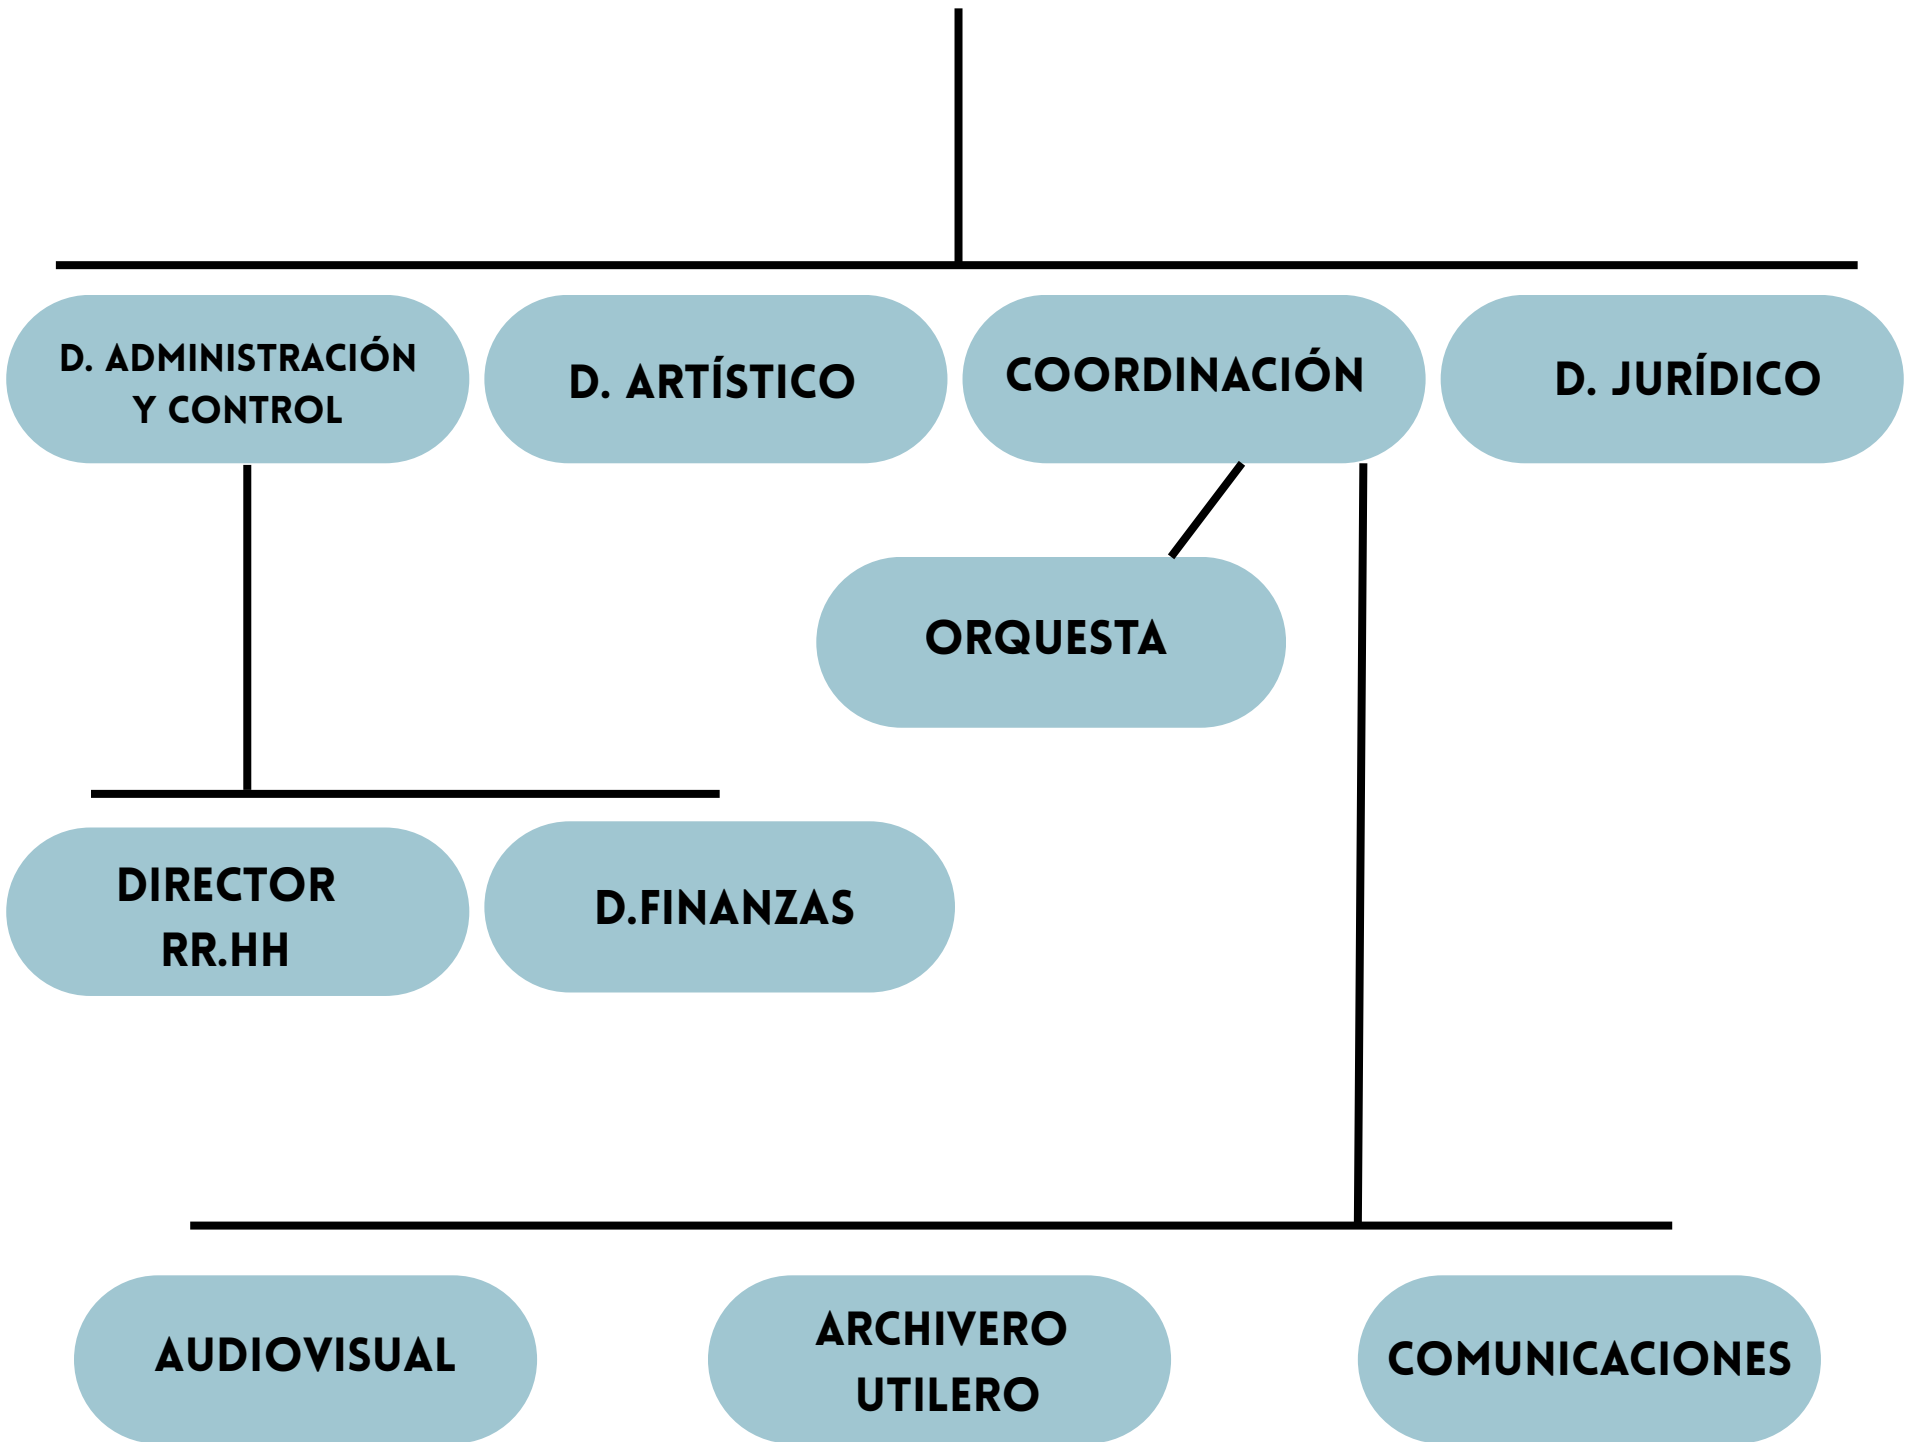 D. ADMINISTRACIÓN
Y CONTROL
D. ARTÍSTICO
COORDINACIÓN
D. JURÍDICO
ORQUESTA
DIRECTOR
RR.HH
D.FINANZAS
AUDIOVISUAL
ARCHIVERO
UTILERO
COMUNICACIONES